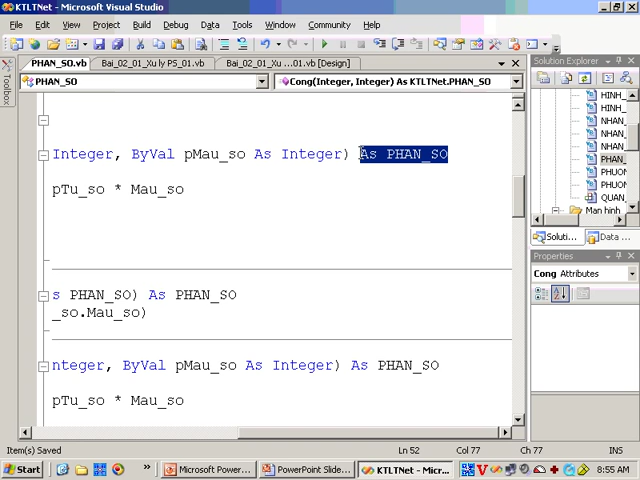 KTLTNet - Microsoft Visual Studio
File Edit View Project Build Debug Data Tools Window Community Help
PHAN_SO.vb Bai_02_01_Xu ly PS_01.vb Bai_02_01_Xu ....01.vb [Design]
Toolbox
PHAN_SO
Cong(Integer, Integer) As KTLTNet.PHAN_SO
Integer, ByVal pMau_so As Integer) As PHAN_SO
pTu_so * Mau_so
s PHAN_SO) As PHAN_SO
_so.Mau_so)
nteger, ByVal pMau_so As Integer) As PHAN_SO
pTu_so * Mau_so
Solution Explorer
HINH_
NHAN_
NHAN_
NHAN_
NHAN_
PHAN_
PHUON
PHUON
QUAN_
Man hinh
Soluti... Data ...
Properties
Cong Attributes
Item(s) Saved
Ln 52 Col 77 Ch 77 INS
Start
Microsoft Power...
PowerPoint Slide...
KTLTNet - Micr...
8:55 AM